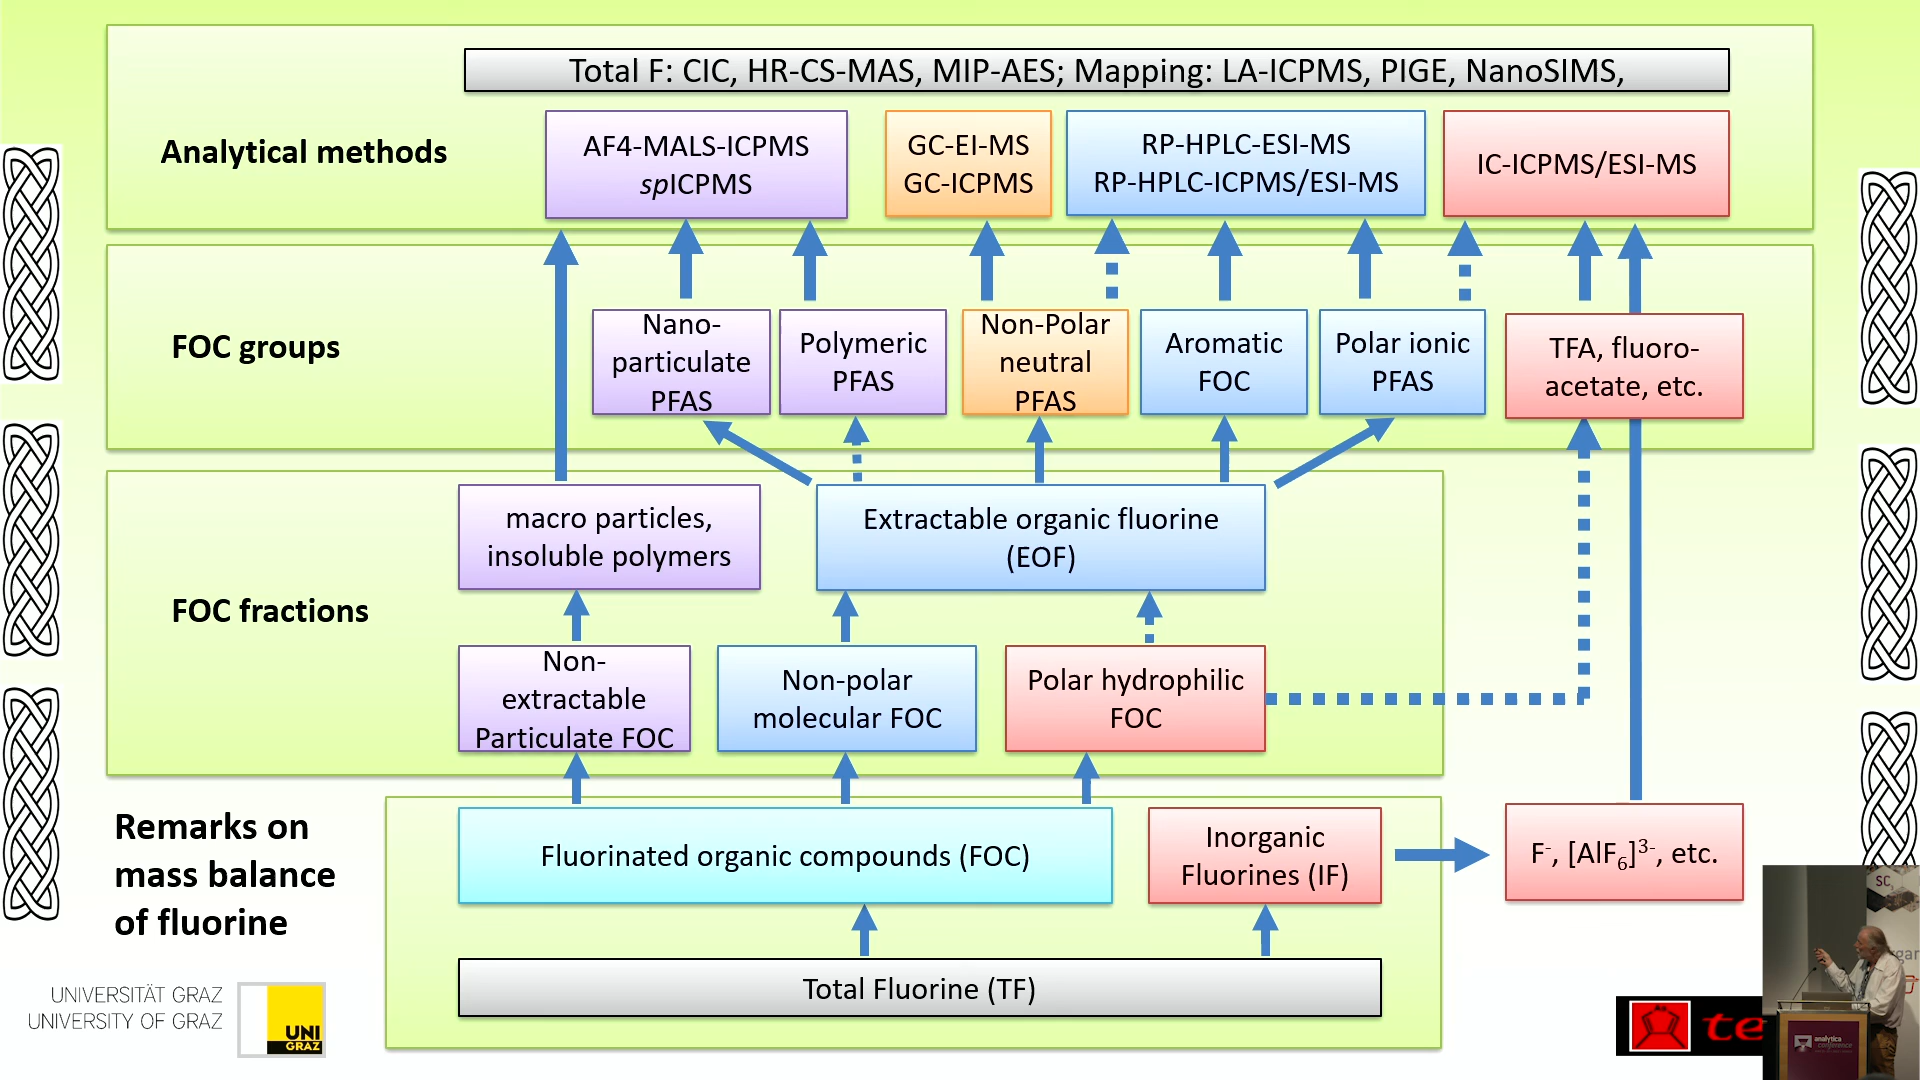 Total F: CIC, HR-CS-MAS, MIP-AES; Mapping: LA-ICPMS, PIGE, NanoSIMS,
Analytical methods
AF4-MALS-ICPMS
spICPMS
GC-EI-MS
GC-ICPMS
RP-HPLC-ESI-MS
RP-HPLC-ICPMS/ESI-MS
IC-ICPMS/ESI-MS
FOC groups
Nano-
particulate
PFAS
Polymeric
PFAS
Non-Polar
neutral
PFAS
Aromatic
FOC
Polar ionic
PFAS
TFA, fluoro-
acetate, etc.
FOC fractions
macro particles,
insoluble polymers
Extractable organic fluorine
(EOF)
Non-
extractable
Particulate FOC
Non-polar
molecular FOC
Polar hydrophilic
FOC
Remarks on
mass balance
of fluorine
Fluorinated organic compounds (FOC)
Inorganic
Fluorines (IF)
F⁻, [AlF₆]³⁻, etc.
Total Fluorine (TF)
UNIVERSITÄT GRAZ
UNIVERSITY OF GRAZ
UNI
GRAZ
te
SC
analytica
conference